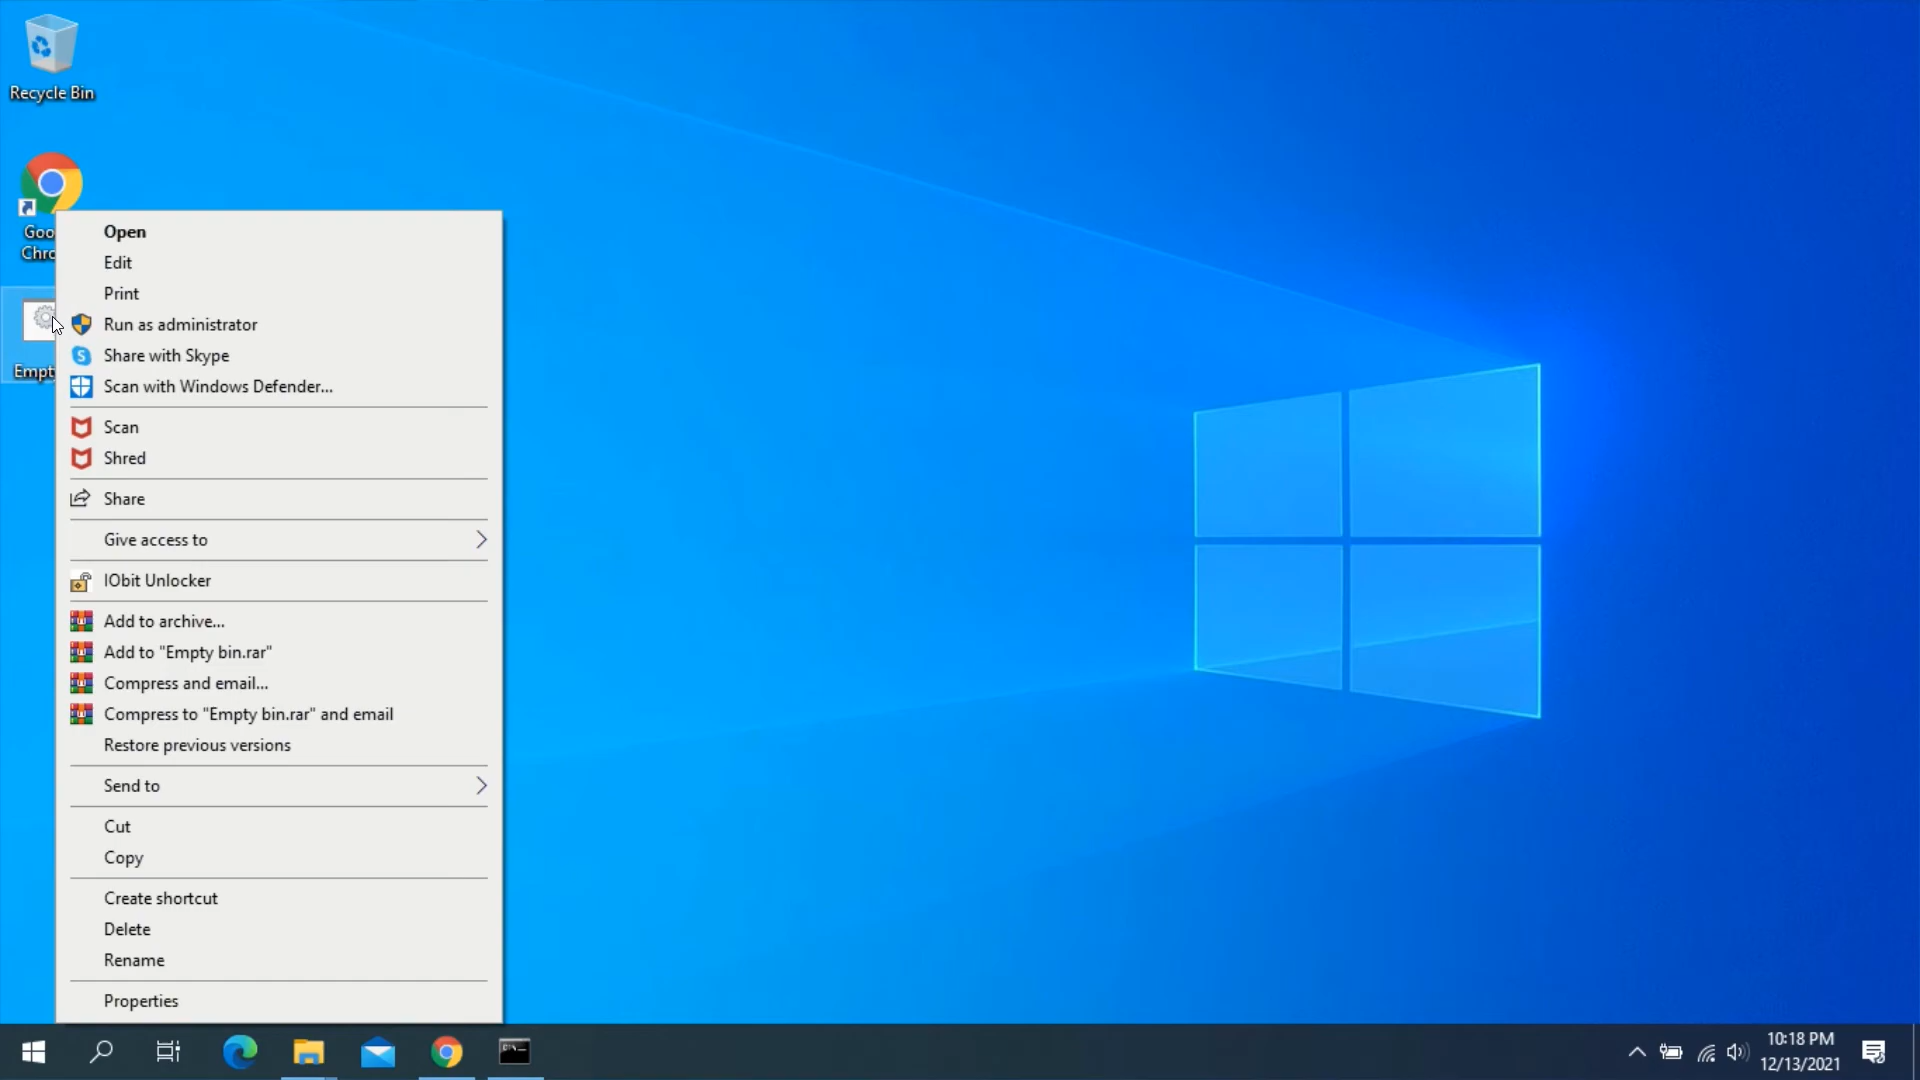 Recycle Bin
Goo
Chro
Empt
Open
Edit
Print
Run as administrator
Share with Skype
Scan with Windows Defender...
Scan
Shred
Share
Give access to
IObit Unlocker
Add to archive...
Add to "Empty bin.rar"
Compress and email...
Compress to "Empty bin.rar" and email
Restore previous versions
Send to
Cut
Copy
Create shortcut
Delete
Rename
Properties
10:18 PM
12/13/2021